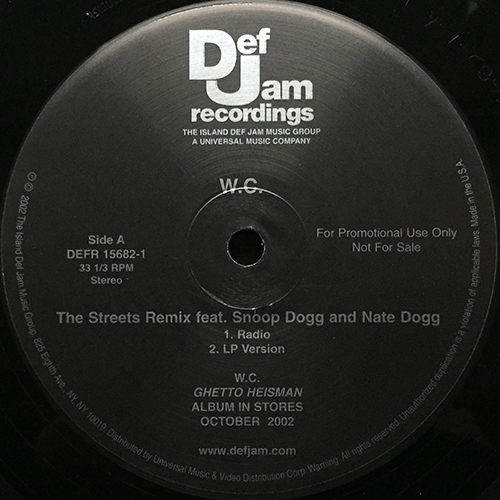 Def
Jam
recordings
THE ISLAND DEF JAM MUSIC GROUP
A UNIVERSAL MUSIC COMPANY
W.C.
Side A
DEFR 15682-1
33 1/3 RPM
Stereo
For Promotional Use Only
Not For Sale
The Streets Remix feat. Snoop Dogg and Nate Dogg
1. Radio
2. LP Version
W.C.
GHETTO HEISMAN
ALBUM IN STORES
OCTOBER 2002
www.defjam.com
℗ © 2002 The Island Def Jam Music Group, 825 Eighth Ave., NY, NY 10019. Distributed by Universal Music & Video Distribution Corp. Warning. All rights reserved. Unauthorized duplication is a violation of applicable laws. Made in the U.S.A.